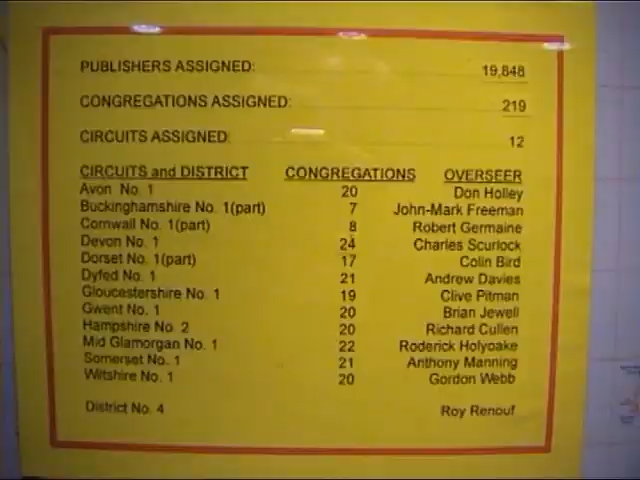 PUBLISHERS ASSIGNED: 19,848
CONGREGATIONS ASSIGNED: 219
CIRCUITS ASSIGNED: 12
CIRCUITS and DISTRICT CONGREGATIONS OVERSEER
Avon No. 1 20 Don Holley
Buckinghamshire No. 1(part) 7 John-Mark Freeman
Cornwall No. 1(part) 8 Robert Germaine
Devon No. 1 24 Charles Scurlock
Dorset No. 1(part) 17 Colin Bird
Dyfed No. 1 21 Andrew Davies
Gloucestershire No. 1 19 Clive Pitman
Gwent No. 1 20 Brian Jewell
Hampshire No. 2 20 Richard Cullen
Mid Glamorgan No. 1 22 Roderick Holyoake
Somerset No. 1 21 Anthony Manning
Wiltshire No. 1 20 Gordon Webb
District No. 4 Roy Renouf